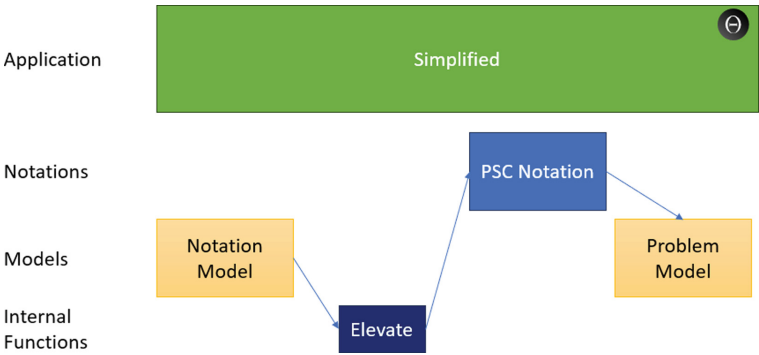 Application
Simplified
Θ
Notations
PSC Notation
Models
Notation
Model
Problem
Model
Internal
Functions
Elevate